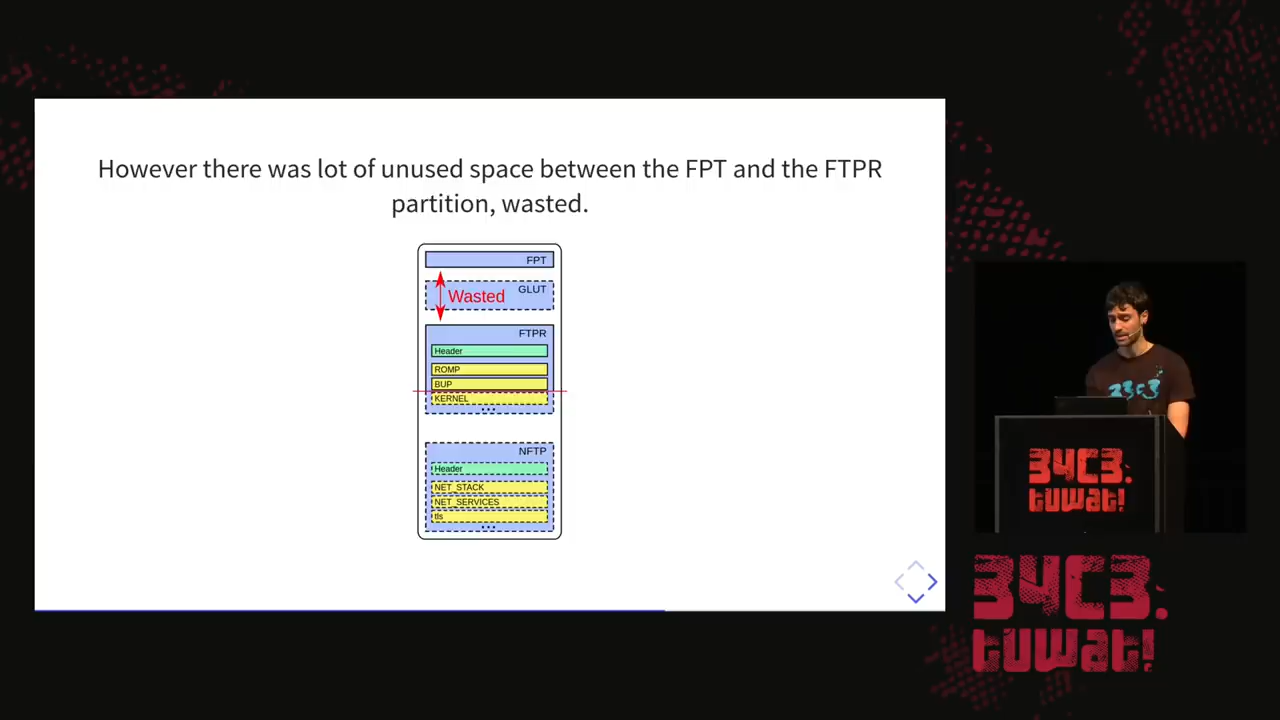 However there was lot of unused space between the FPT and the FTPR
partition, wasted.
FPT
GLUT
Wasted
FTPR
Header
ROMP
BUP
KERNEL
...
NFTP
Header
NET_STACK
NET_SERVICES
tls
...
33c3
34C3.
tuwat!
34C3.
tuwat!